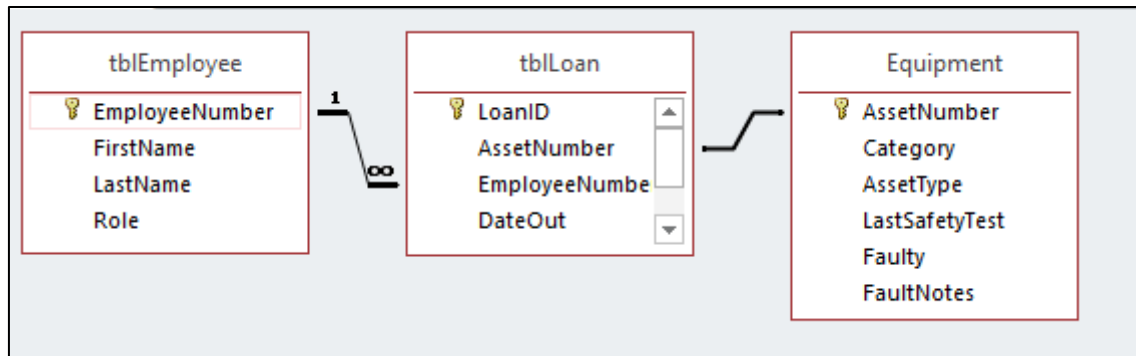 tblEmployee
EmployeeNumber
FirstName
LastName
Role
1
∞
tblLoan
LoanID
AssetNumber
EmployeeNumbe
DateOut
Equipment
AssetNumber
Category
AssetType
LastSafetyTest
Faulty
FaultNotes